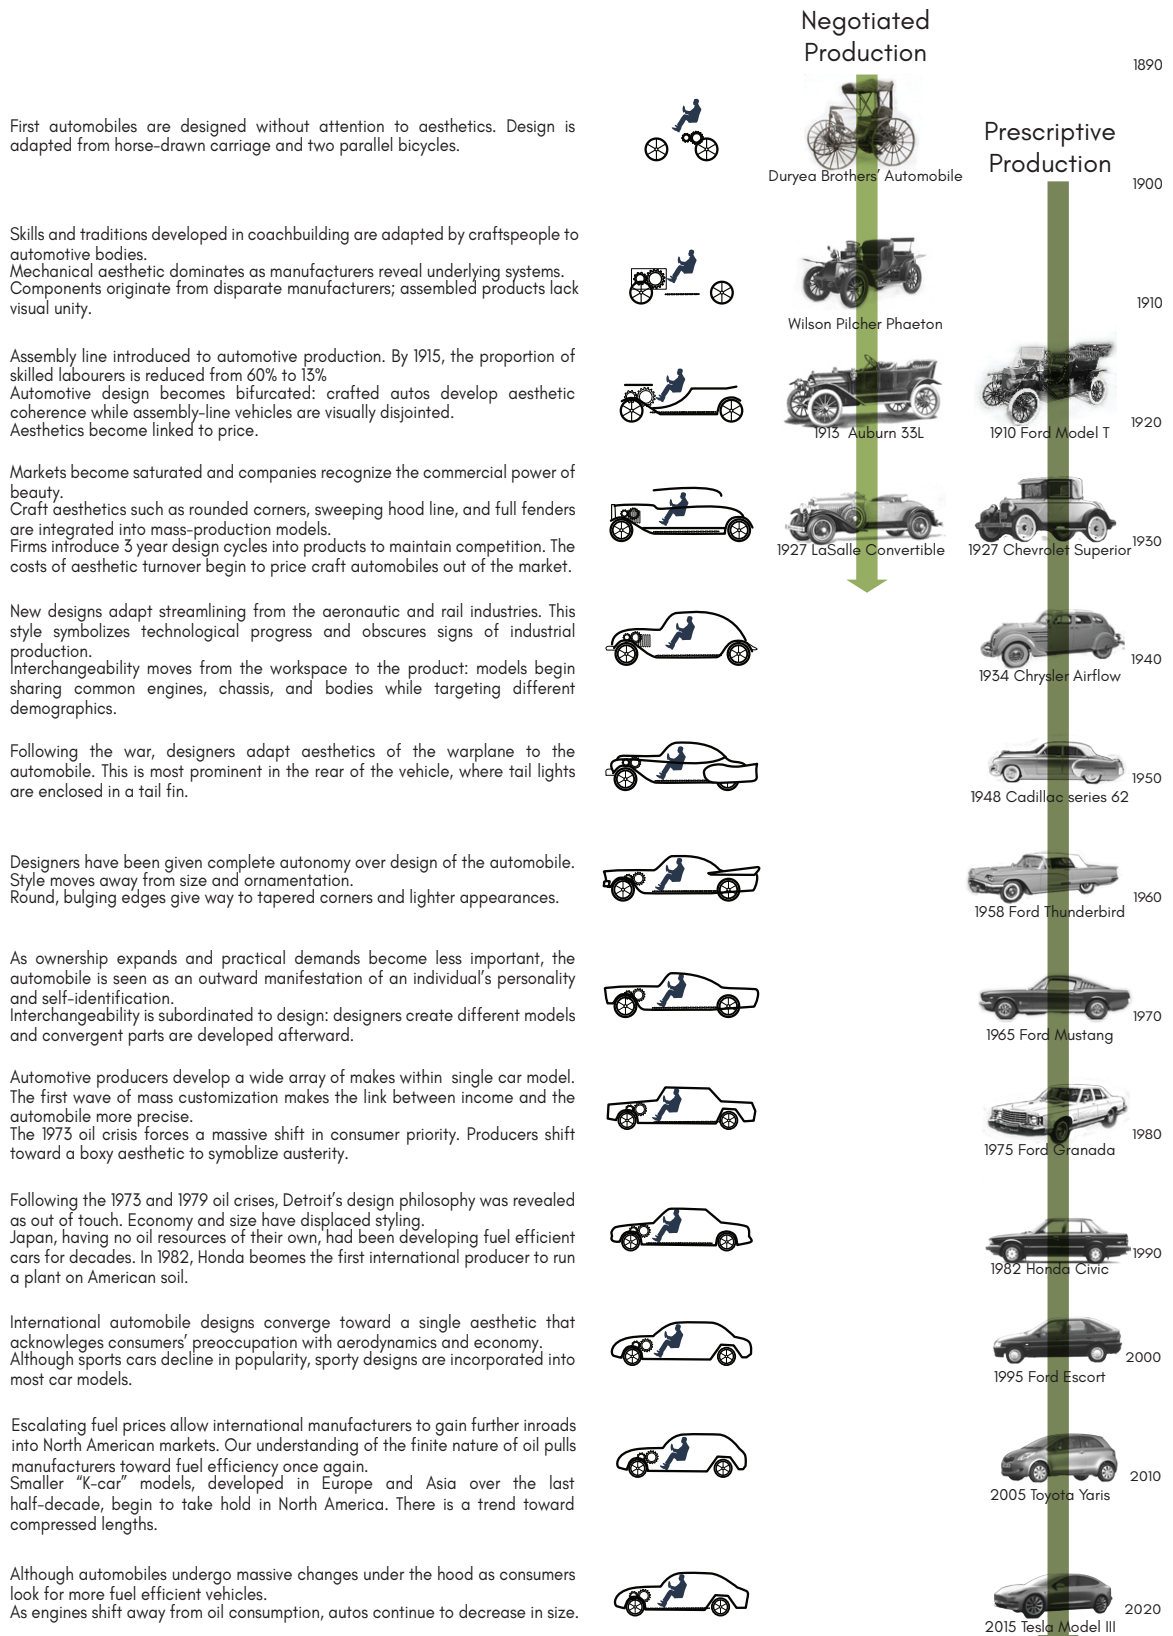 Negotiated
Production
1890
Prescriptive
Production
First automobiles are designed without attention to aesthetics. Design is
adapted from horse-drawn carriage and two parallel bicycles.
Duryea Brothers' Automobile
1900
Skills and traditions developed in coachbuilding are adapted by craftspeople to
automotive bodies.
Mechanical aesthetic dominates as manufacturers reveal underlying systems.
Components originate from disparate manufacturers; assembled products lack
visual unity.
Wilson Pilcher Phaeton
1910
Assembly line introduced to automotive production. By 1915, the proportion of
skilled labourers is reduced from 60% to 13%
Automotive design becomes bifurcated: crafted autos develop aesthetic
coherence while assembly-line vehicles are visually disjointed.
Aesthetics become linked to price.
1913 Auburn 33L
1910 Ford Model T
1920
Markets become saturated and companies recognize the commercial power of
beauty.
Craft aesthetics such as rounded corners, sweeping hood line, and full fenders
are integrated into mass-production models.
Firms introduce 3 year design cycles into products to maintain competition. The
costs of aesthetic turnover begin to price craft automobiles out of the market.
1927 LaSalle Convertible
1927 Chevrolet Superior
1930
New designs adapt streamlining from the aeronautic and rail industries. This
style symbolizes technological progress and obscures signs of industrial
production.
Interchangeability moves from the workspace to the product: models begin
sharing common engines, chassis, and bodies while targeting different
demographics.
1934 Chrysler Airflow
1940
Following the war, designers adapt aesthetics of the warplane to the
automobile. This is most prominent in the rear of the vehicle, where tail lights
are enclosed in a tail fin.
1948 Cadillac series 62
1950
Designers have been given complete autonomy over design of the automobile.
Style moves away from size and ornamentation.
Round, bulging edges give way to tapered corners and lighter appearances.
1958 Ford Thunderbird
1960
As ownership expands and practical demands become less important, the
automobile is seen as an outward manifestation of an individual's personality
and self-identification.
Interchangeability is subordinated to design: designers create different models
and convergent parts are developed afterward.
1965 Ford Mustang
1970
Automotive producers develop a wide array of makes within single car model.
The first wave of mass customization makes the link between income and the
automobile more precise.
The 1973 oil crisis forces a massive shift in consumer priority. Producers shift
toward a boxy aesthetic to symoblize austerity.
1975 Ford Granada
1980
Following the 1973 and 1979 oil crises, Detroit's design philosophy was revealed
as out of touch. Economy and size have displaced styling.
Japan, having no oil resources of their own, had been developing fuel efficient
cars for decades. In 1982, Honda beomes the first international producer to run
a plant on American soil.
1982 Honda Civic
1990
International automobile designs converge toward a single aesthetic that
acknowleges consumers' preoccupation with aerodynamics and economy.
Although sports cars decline in popularity, sporty designs are incorporated into
most car models.
1995 Ford Escort
2000
Escalating fuel prices allow international manufacturers to gain further inroads
into North American markets. Our understanding of the finite nature of oil pulls
manufacturers toward fuel efficiency once again.
Smaller "K-car" models, developed in Europe and Asia over the last
half-decade, begin to take hold in North America. There is a trend toward
compressed lengths.
2005 Toyota Yaris
2010
Although automobiles undergo massive changes under the hood as consumers
look for more fuel efficient vehicles.
As engines shift away from oil consumption, autos continue to decrease in size.
2015 Tesla Model III
2020